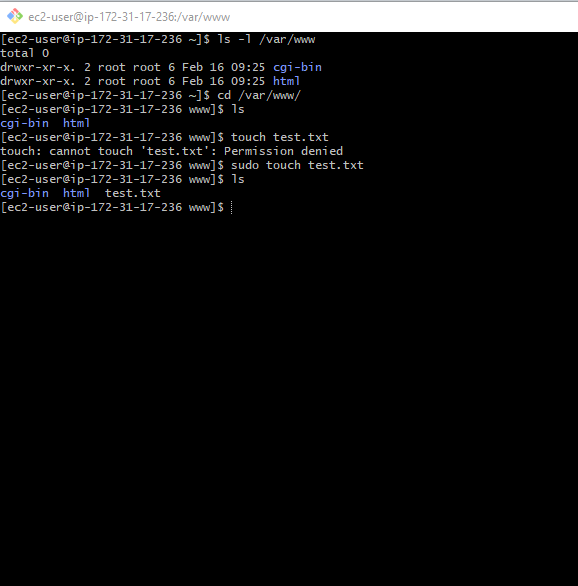 ec2-user@ip-172-31-17-236:/var/www
[ec2-user@ip-172-31-17-236 ~]$ ls -l /var/www
total 0
drwxr-xr-x. 2 root root 6 Feb 16 09:25 cgi-bin
drwxr-xr-x. 2 root root 6 Feb 16 09:25 html
[ec2-user@ip-172-31-17-236 ~]$ cd /var/www/
[ec2-user@ip-172-31-17-236 www]$ ls
cgi-bin  html
[ec2-user@ip-172-31-17-236 www]$ touch test.txt
touch: cannot touch 'test.txt': Permission denied
[ec2-user@ip-172-31-17-236 www]$ sudo touch test.txt
[ec2-user@ip-172-31-17-236 www]$ ls
cgi-bin  html  test.txt
[ec2-user@ip-172-31-17-236 www]$